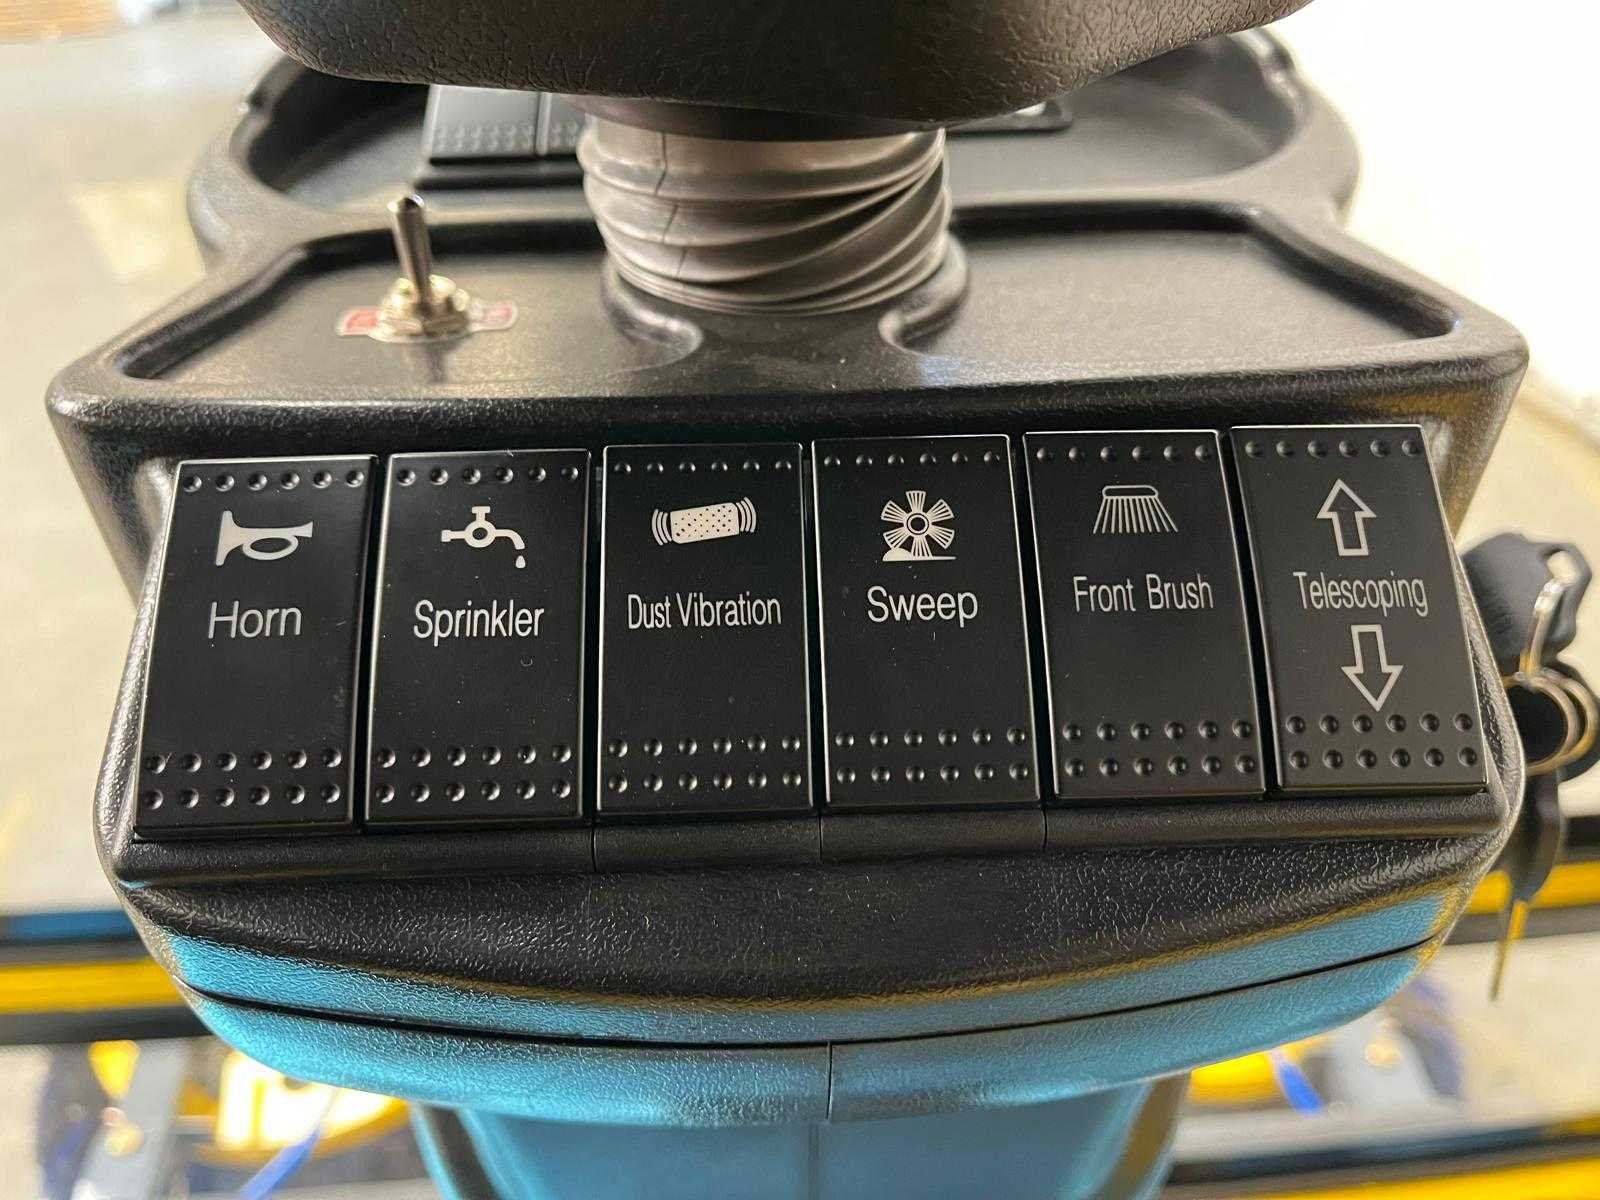 Horn
Sprinkler
Dust Vibration
Sweep
Front Brush
Telescoping